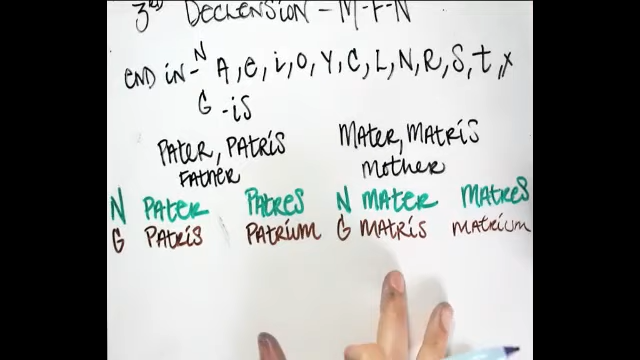 3rd DECLENSION - M-F-N
END iN - N A, e, i, O, Y, C, L, N, R, S, t, x
G - iS
PATER, PATRIS
FATHER
MATER, MATRIS
MOTHER
N PATER PATRES N MATER MATRES
G PATRIS PATRIUM G MATRIS MATRIUM